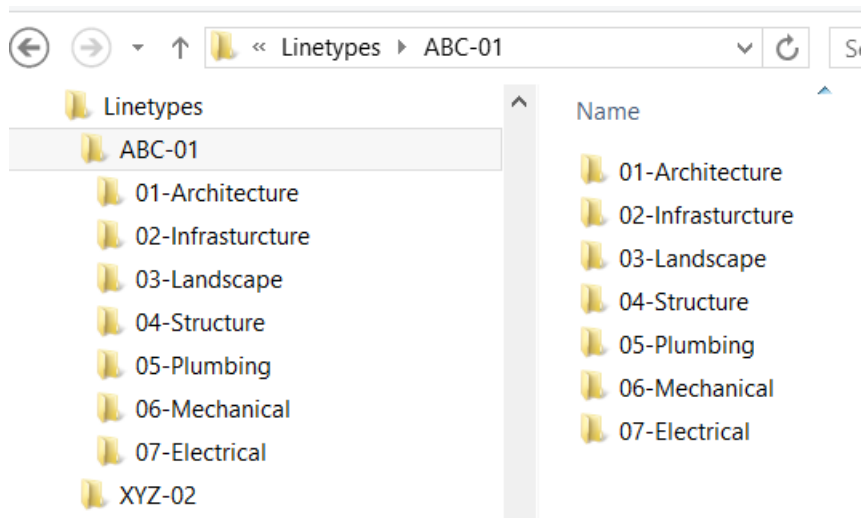 « Linetypes ABC-01
Linetypes
ABC-01
01-Architecture
02-Infrasturcture
03-Landscape
04-Structure
05-Plumbing
06-Mechanical
07-Electrical
XYZ-02
Name
01-Architecture
02-Infrasturcture
03-Landscape
04-Structure
05-Plumbing
06-Mechanical
07-Electrical